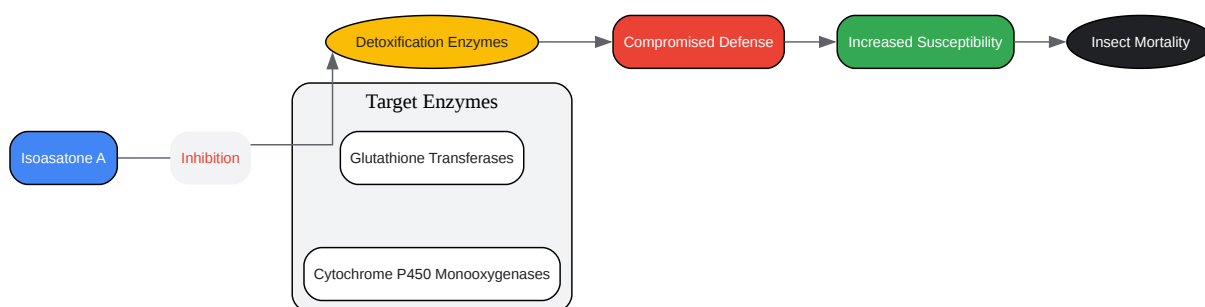 Detoxification Enzymes
Compromised Defense
Increased Susceptibility
Insect Mortality
Target Enzymes
Isoasatone A
Inhibition
Glutathione Transferases
Cytochrome P450 Monooxygenases